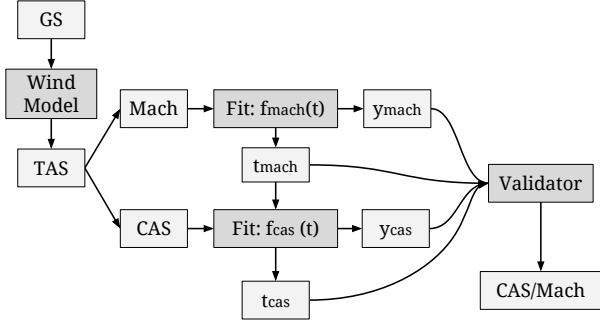 GS
Wind
Model
TAS
Mach
Fit: fmach(t)
ymach
tmach
Validator
CAS
Fit: fcas (t)
ycas
tcas
CAS/Mach